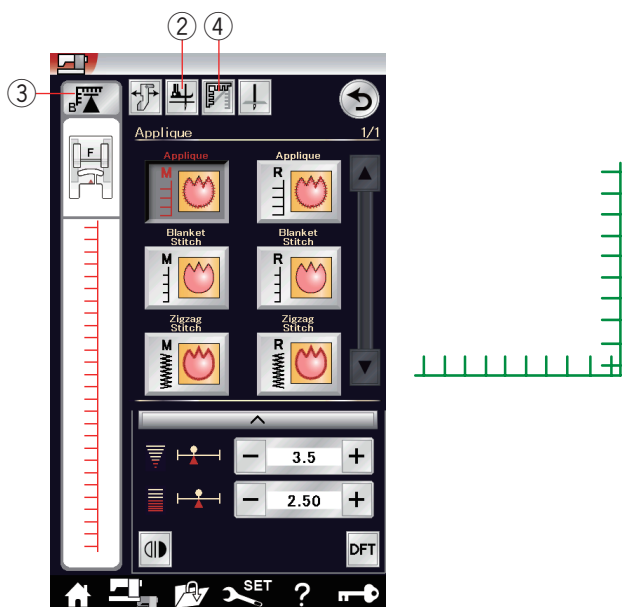 ② ④
③
B
F
Applique 1/1
Applique Applique
M R
Blanket Stitch Blanket Stitch
M R
Zigzag Stitch Zigzag Stitch
M R
− 3.5 +
− 2.50 +
DFT
SET ?